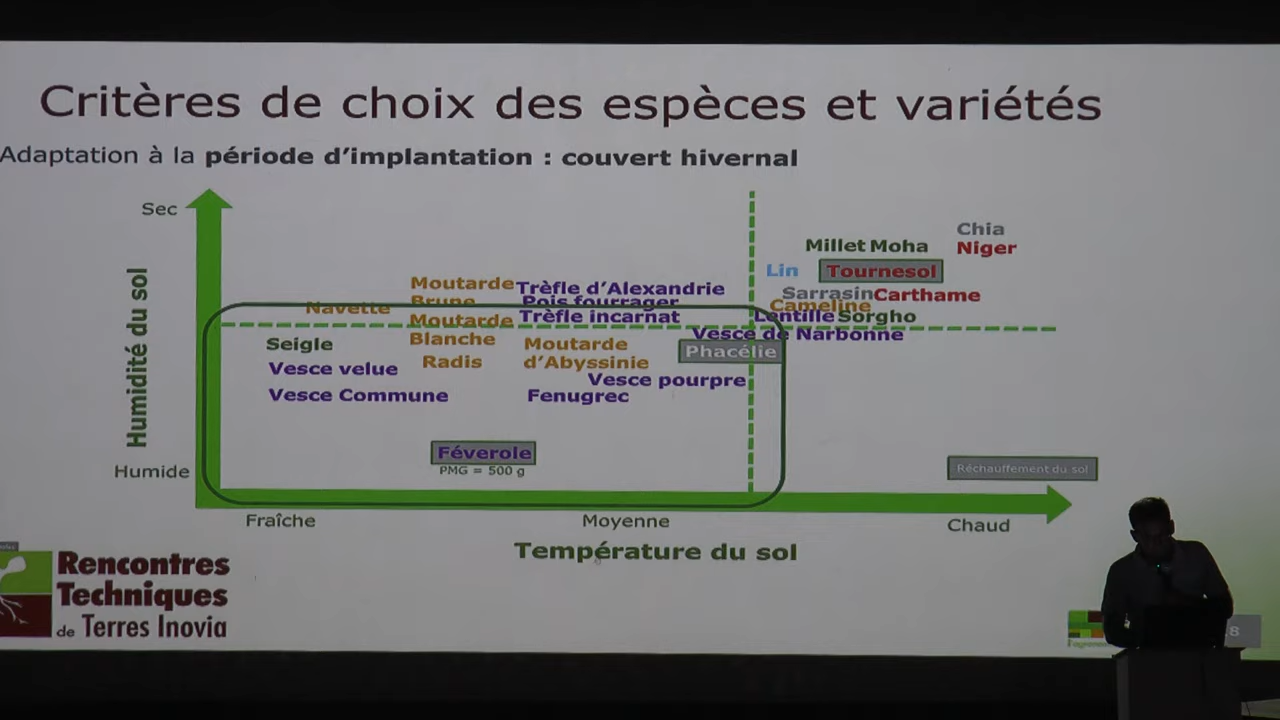 Critères de choix des espèces et variétés
Adaptation à la période d'implantation : couvert hivernal
Sec
Humidité du sol
Humide
Chia
Millet Moha
Niger
Lin
Tournesol
Sarrasin
Carthame
Cameline
Lentille
Sorgho
Moutarde
Brune
Trèfle d'Alexandrie
Pois fourrager
Navette
Moutarde
Blanche
Trèfle incarnat
Vesce de Narbonne
Seigle
Moutarde
d'Abyssinie
Phacélie
Radis
Vesce velue
Vesce pourpre
Vesce Commune
Fenugrec
Féverole
PMG = 500 g
Réchauffement du sol
Fraîche
Moyenne
Chaud
Température du sol
Rencontres
Techniques
de Terres Inovia
8